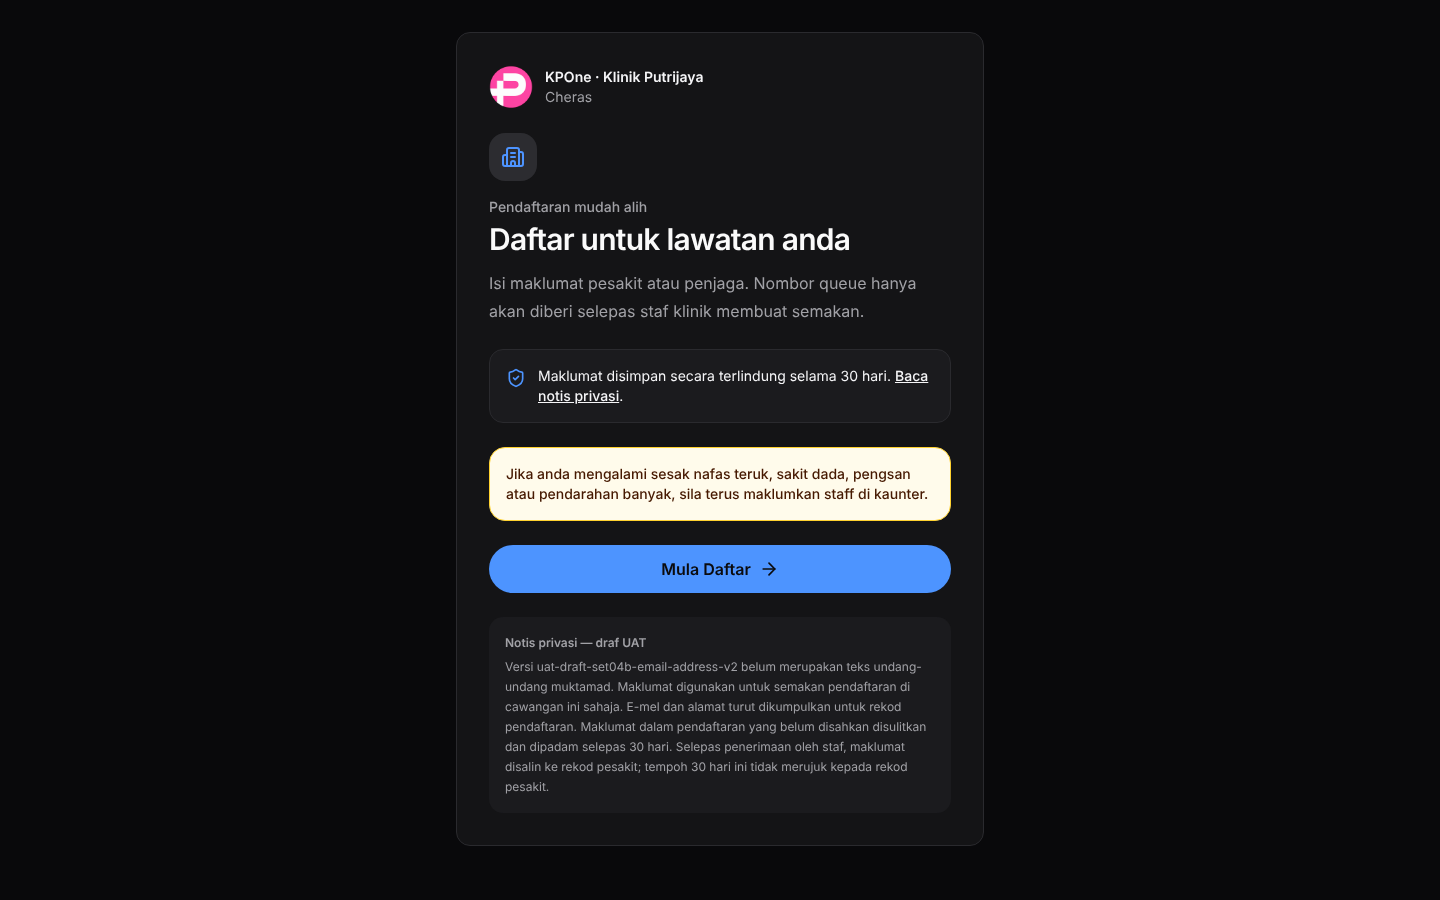 KPOne · Klinik Putrijaya
Cheras
Pendaftaran mudah alih
Daftar untuk lawatan anda
Isi maklumat pesakit atau penjaga. Nombor queue hanya
akan diberi selepas staf klinik membuat semakan.
Maklumat disimpan secara terlindung selama 30 hari. Baca
notis privasi.
Jika anda mengalami sesak nafas teruk, sakit dada, pengsan
atau pendarahan banyak, sila terus maklumkan staff di kaunter.
Mula Daftar
Notis privasi — draf UAT
Versi uat-draft-set04b-email-address-v2 belum merupakan teks undang-
undang muktamad. Maklumat digunakan untuk semakan pendaftaran di
cawangan ini sahaja. E-mel dan alamat turut dikumpulkan untuk rekod
pendaftaran. Maklumat dalam pendaftaran yang belum disahkan disulitkan
dan dipadam selepas 30 hari. Selepas penerimaan oleh staf, maklumat
disalin ke rekod pesakit; tempoh 30 hari ini tidak merujuk kepada rekod
pesakit.